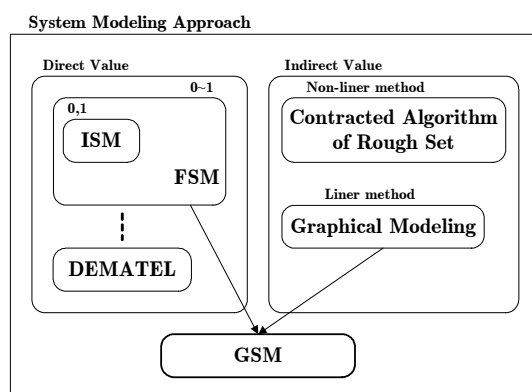 System Modeling Approach
Direct Value
0~1
0,1
ISM
FSM
DEMATEL
Indirect Value
Non-liner method
Contracted Algorithm
of Rough Set
Liner method
Graphical Modeling
GSM